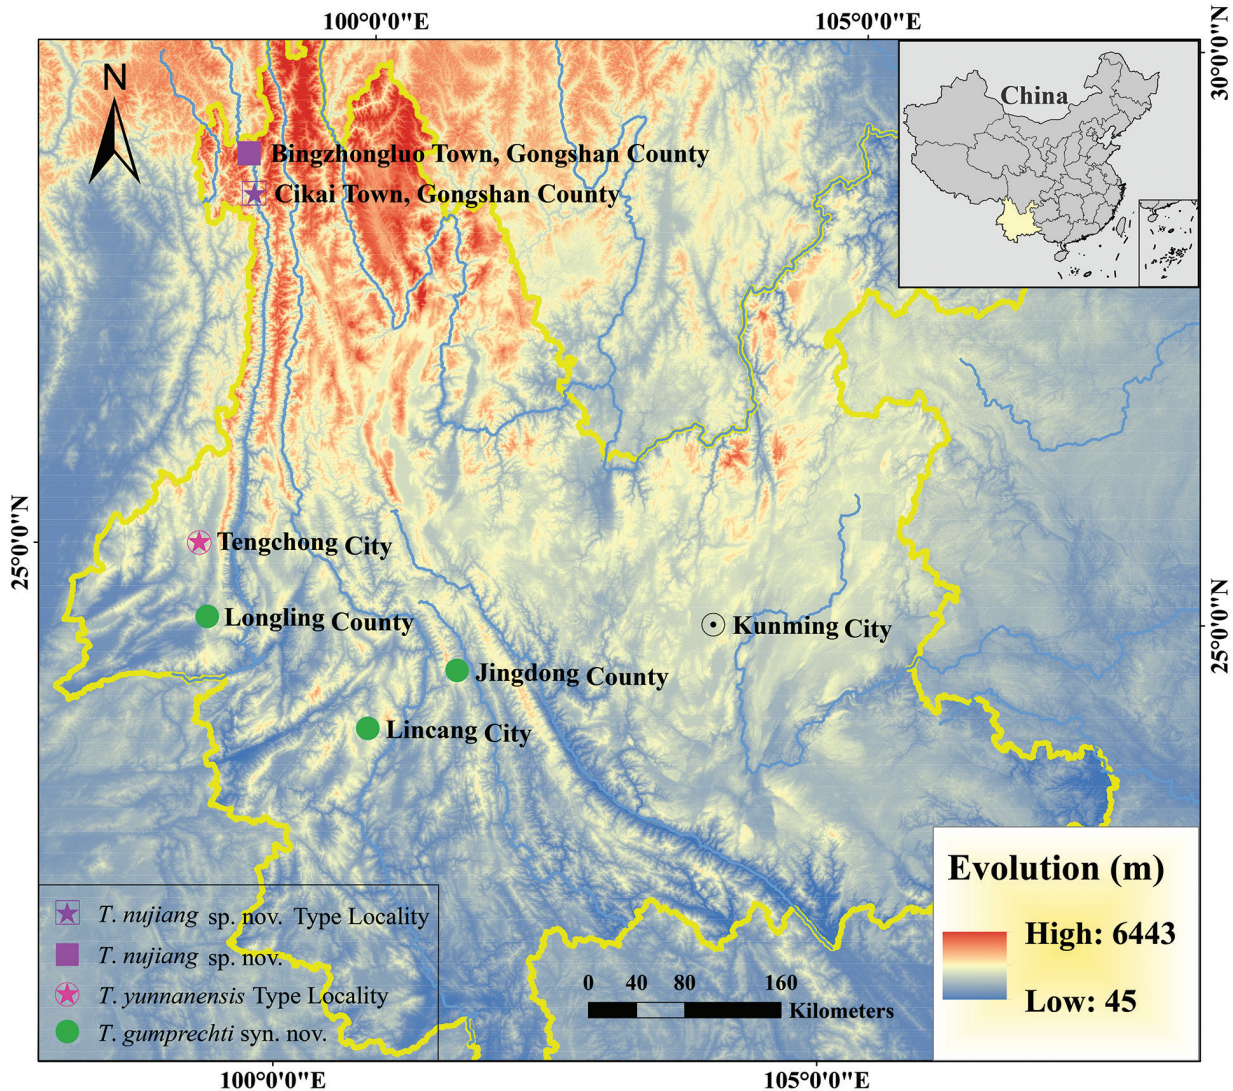 100°0'0"E 105°0'0"E
30°0'0"N
N
China
Bingzhongluo Town, Gongshan County
Cikai Town, Gongshan County
25°0'0"N
Tengchong City
Longling County
Kunming City
25°0'0"N
Jingdong County
Lincang City
Evolution (m)
High: 6443
Low: 45
T. nujiang sp. nov. Type Locality
T. nujiang sp. nov.
T. yunnanensis Type Locality
T. gumprechti syn. nov.
0 40 80 160
Kilometers
100°0'0"E 105°0'0"E